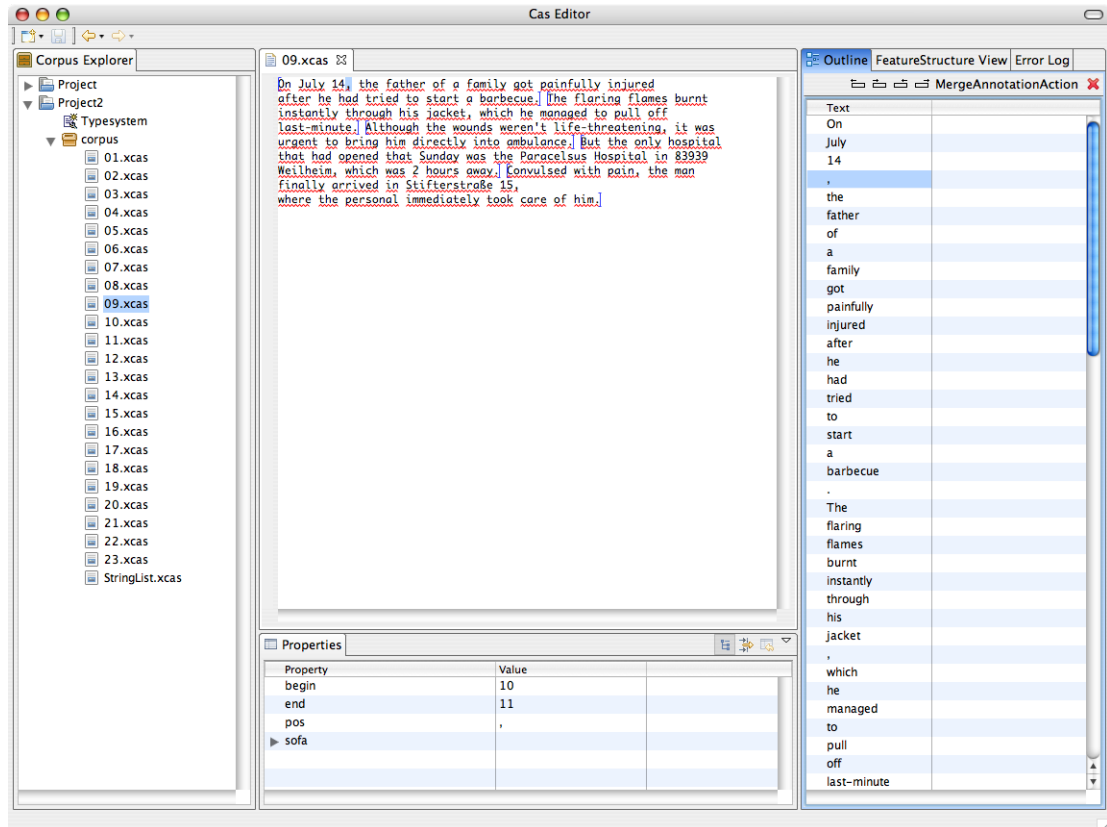 Cas Editor
Corpus Explorer
Project
Project2
Typesystem
corpus
01.xcas
02.xcas
03.xcas
04.xcas
05.xcas
06.xcas
07.xcas
08.xcas
09.xcas
10.xcas
11.xcas
12.xcas
13.xcas
14.xcas
15.xcas
16.xcas
17.xcas
18.xcas
19.xcas
20.xcas
21.xcas
22.xcas
23.xcas
StringList.xcas
09.xcas
On July 14, the father of a family got painfully injured
after he had tried to start a barbecue. The flaring flames burnt
instantly through his jacket, which he managed to pull off
last-minute. Although the wounds weren't life-threatening, it was
urgent to bring him directly into ambulance. But the only hospital
that had opened that Sunday was the Paracelsus Hospital in 83939
Weilheim, which was 2 hours away. Convulsed with pain, the man
finally arrived in Stifterstraße 15,
where the personal immediately took care of him.
Properties
Property Value
begin 10
end 11
pos ,
sofa
Outline FeatureStructure View Error Log
MergeAnnotationAction
Text
On
July
14
,
the
father
of
a
family
got
painfully
injured
after
he
had
tried
to
start
a
barbecue
.
The
flaring
flames
burnt
instantly
through
his
jacket
,
which
he
managed
to
pull
off
last-minute